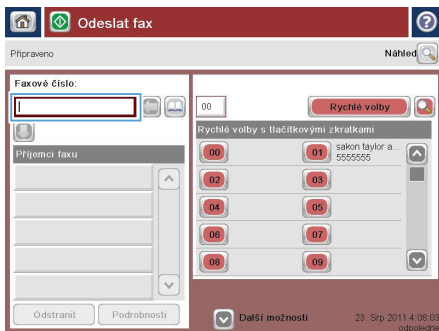 Odeslat fax
Připraveno
Náhled
Faxové číslo:
00
Rychlé volby
Rychlé volby s tlačítkovými zkratkami
Příjemci faxu
00
01 sakon taylor a...
5555555
02
03
04
05
06
07
08
09
Odstranit
Podrobnosti
Další možnosti
23. Srp 2011 4:08:03
odpoledne